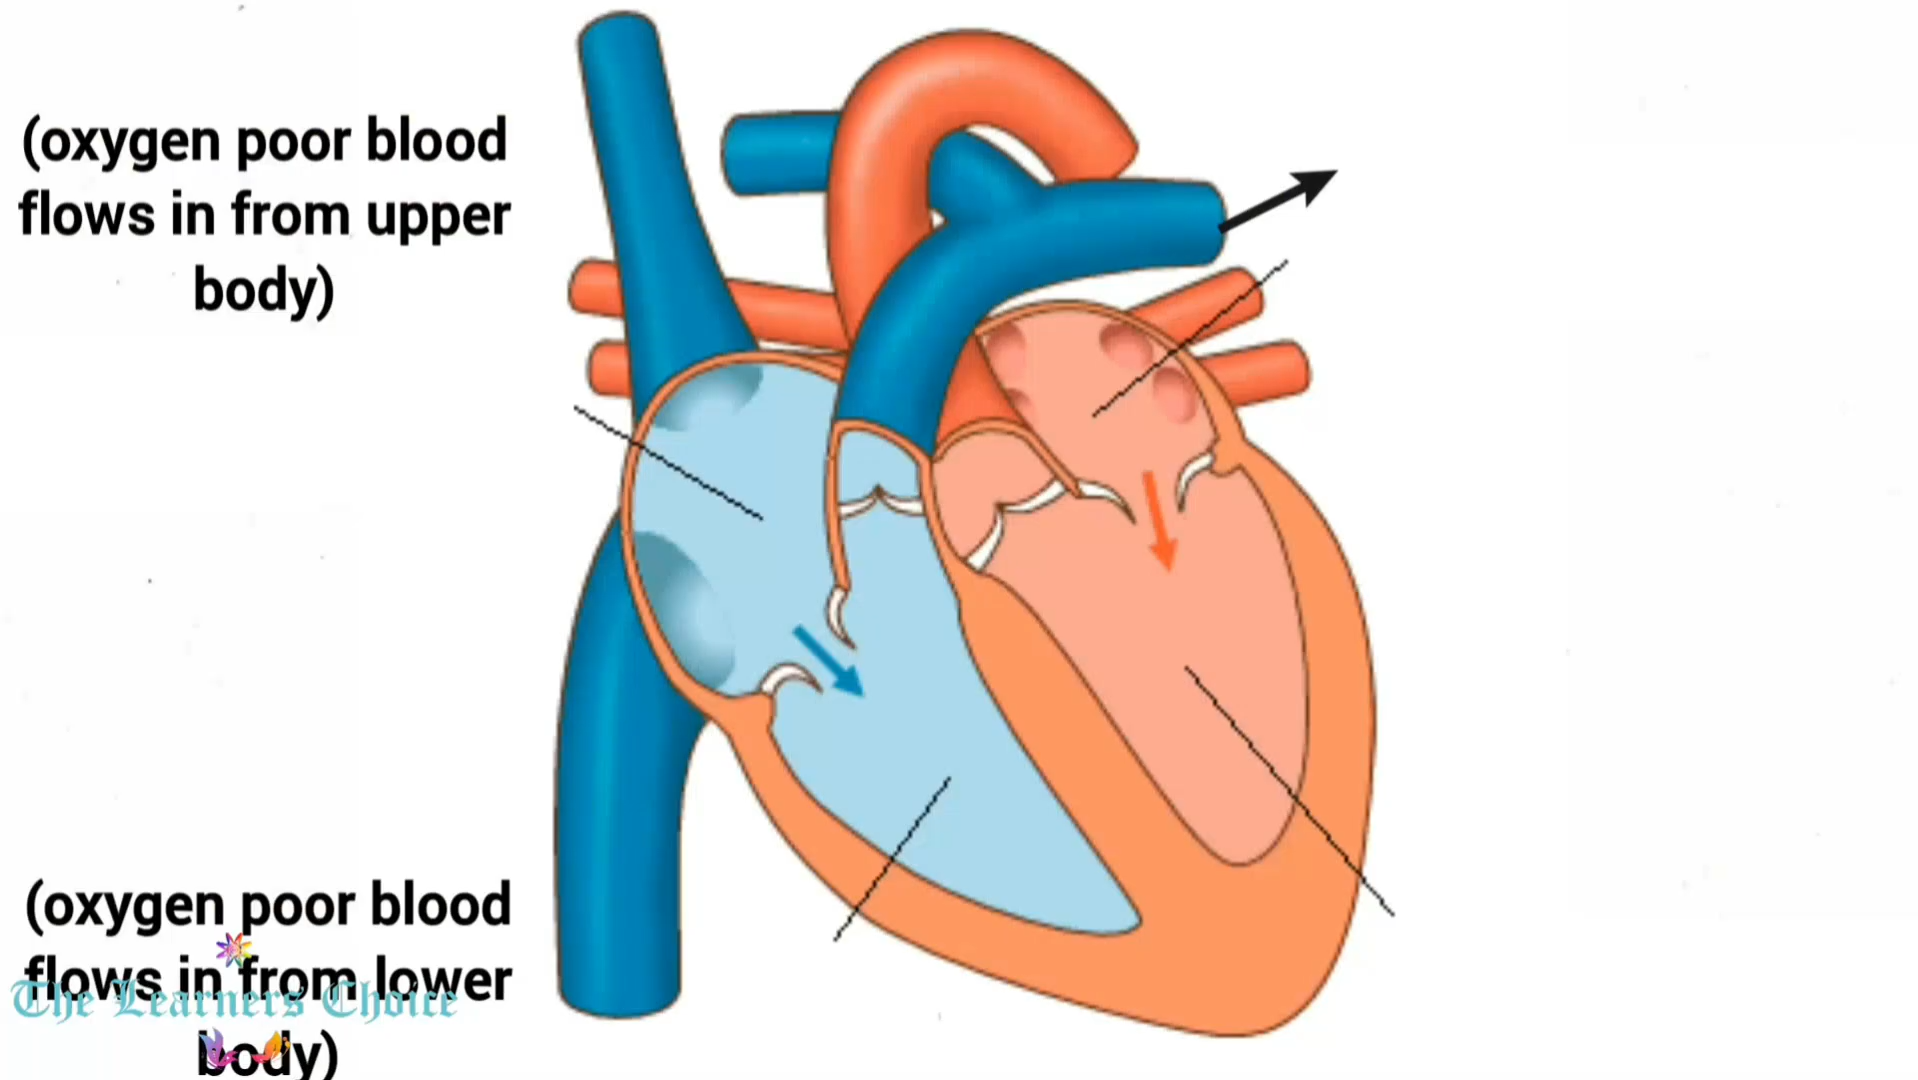 (oxygen poor blood
flows in from upper
body)
(oxygen poor blood
flows in from lower
The Learners Choice
body)